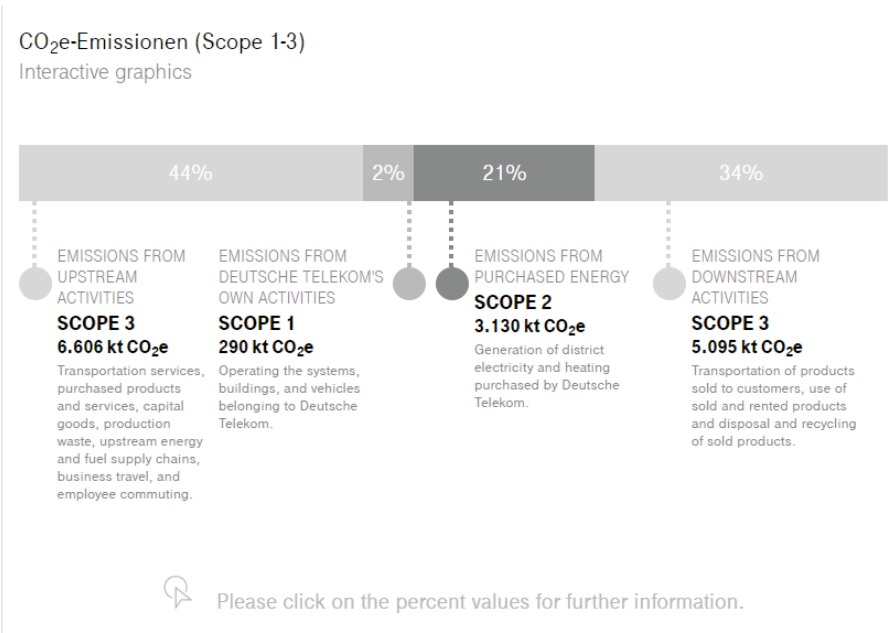 CO₂e-Emissionen (Scope 1-3)
Interactive graphics
44%
2%
21%
34%
EMISSIONS FROM
UPSTREAM
ACTIVITIES
SCOPE 3
6.606 kt CO₂e
Transportation services,
purchased products
and services, capital
goods, production
waste, upstream energy
and fuel supply chains,
business travel, and
employee commuting.
EMISSIONS FROM
DEUTSCHE TELEKOM'S
OWN ACTIVITIES
SCOPE 1
290 kt CO₂e
Operating the systems,
buildings, and vehicles
belonging to Deutsche
Telekom.
EMISSIONS FROM
PURCHASED ENERGY
SCOPE 2
3.130 kt CO₂e
Generation of district
electricity and heating
purchased by Deutsche
Telekom.
EMISSIONS FROM
DOWNSTREAM
ACTIVITIES
SCOPE 3
5.095 kt CO₂e
Transportation of products
sold to customers, use of
sold and rented products
and disposal and recycling
of sold products.
Please click on the percent values for further information.